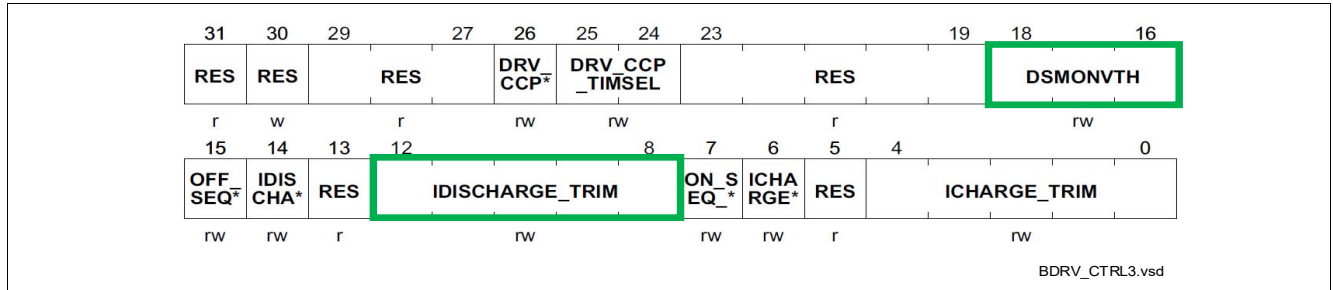 31 30 29 27 26 25 24 23 19 18 16
RES RES RES DRV_ CCP* DRV_CCP _TIMSEL RES DSMONVTH
r w r rw rw r rw
15 14 13 12 8 7 6 5 4 0
OFF_ SEQ* IDIS CHA* RES IDISCHARGE_TRIM ON_S EQ_* ICHA RGE* RES ICHARGE_TRIM
rw rw r rw rw rw r rw
BDRV_CTRL3.vsd